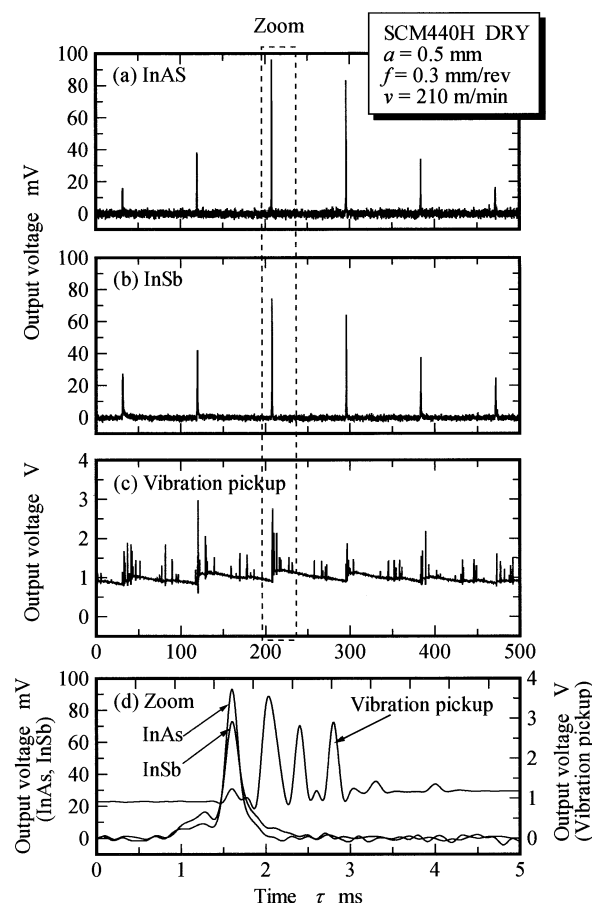 Zoom
SCM440H DRY
a = 0.5 mm
f = 0.3 mm/rev
v = 210 m/min
(a) InAS
100
80
60
40
20
0
Output voltage mV
(b) InSb
100
80
60
40
20
0
(c) Vibration pickup
4
3
2
1
0
Output voltage V
0 100 200 300 400 500
(d) Zoom
InAs
InSb
Vibration pickup
100
80
60
40
20
0
Output voltage mV
(InAs, InSb)
4
3
2
1
0
Output voltage V
(Vibration pickup)
0 1 2 3 4 5
Time τ ms